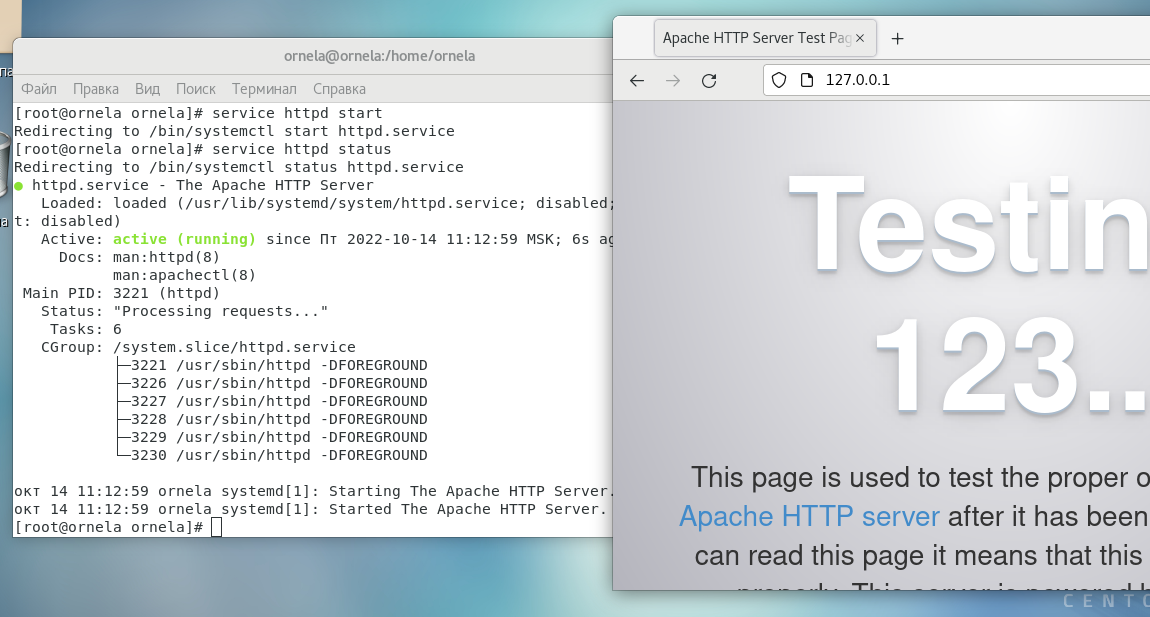 ornela@ornela:/home/ornela
Файл Правка Вид Поиск Терминал Справка
[root@ornela ornela]# service httpd start
Redirecting to /bin/systemctl start httpd.service
[root@ornela ornela]# service httpd status
Redirecting to /bin/systemctl status httpd.service
● httpd.service - The Apache HTTP Server
Loaded: loaded (/usr/lib/systemd/system/httpd.service; disabled;
t: disabled)
Active: active (running) since Пт 2022-10-14 11:12:59 MSK; 6s
Docs: man:httpd(8)
man:apachectl(8)
Main PID: 3221 (httpd)
Status: "Processing requests..."
Tasks: 6
CGroup: /system.slice/httpd.service
├─3221 /usr/sbin/httpd -DFOREGROUND
├─3226 /usr/sbin/httpd -DFOREGROUND
├─3227 /usr/sbin/httpd -DFOREGROUND
├─3228 /usr/sbin/httpd -DFOREGROUND
├─3229 /usr/sbin/httpd -DFOREGROUND
└─3230 /usr/sbin/httpd -DFOREGROUND
окт 14 11:12:59 ornela systemd[1]: Starting The Apache HTTP Server.
окт 14 11:12:59 ornela systemd[1]: Started The Apache HTTP Server.
[root@ornela ornela]#
Apache HTTP Server Test Pag
127.0.0.1
Testin
123..
This page is used to test the proper o
Apache HTTP server after it has been
can read this page it means that this
properly. This server is powered
CENTO